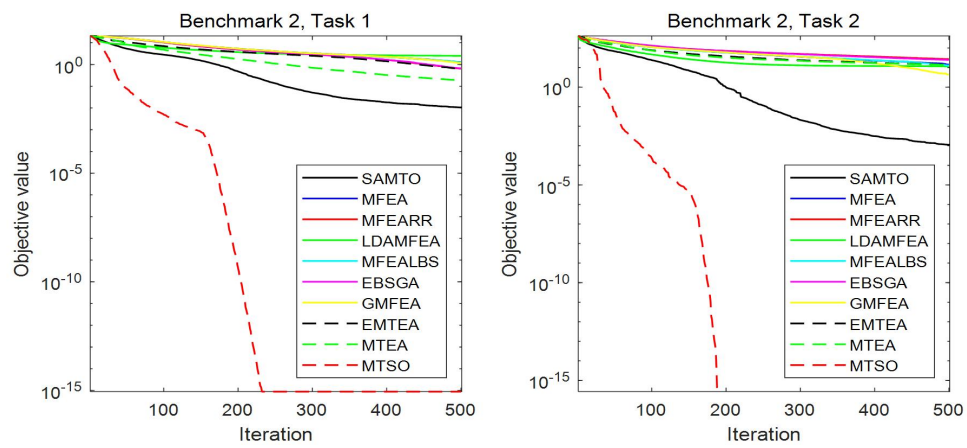 Benchmark 2, Task 1
Objective value
10^0
10^-5
10^-10
10^-15
SAMTO
MFEA
MFEARR
LDAMFEA
MFEALBS
EBSGA
GMFEA
EMTEA
MTEA
MTSO
100 200 300 400 500
Iteration
Benchmark 2, Task 2
Objective value
10^0
10^-5
10^-10
10^-15
SAMTO
MFEA
MFEARR
LDAMFEA
MFEALBS
EBSGA
GMFEA
EMTEA
MTEA
MTSO
100 200 300 400 500
Iteration